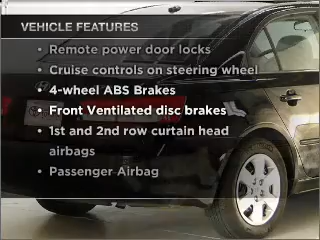 VEHICLE FEATURES
• Remote power door locks
• Cruise controls on steering wheel
• 4-wheel ABS Brakes
• Front Ventilated disc brakes
• 1st and 2nd row curtain head
airbags
• Passenger Airbag